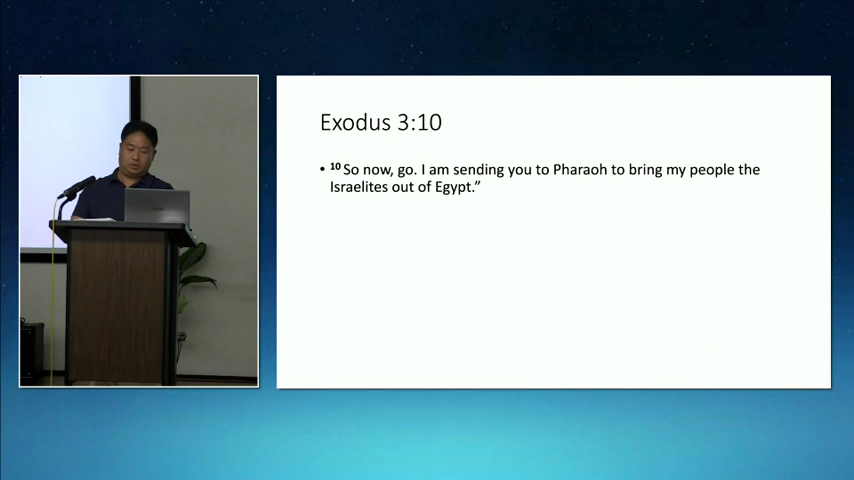 Exodus 3:10
• 10 So now, go. I am sending you to Pharaoh to bring my people the
Israelites out of Egypt.”